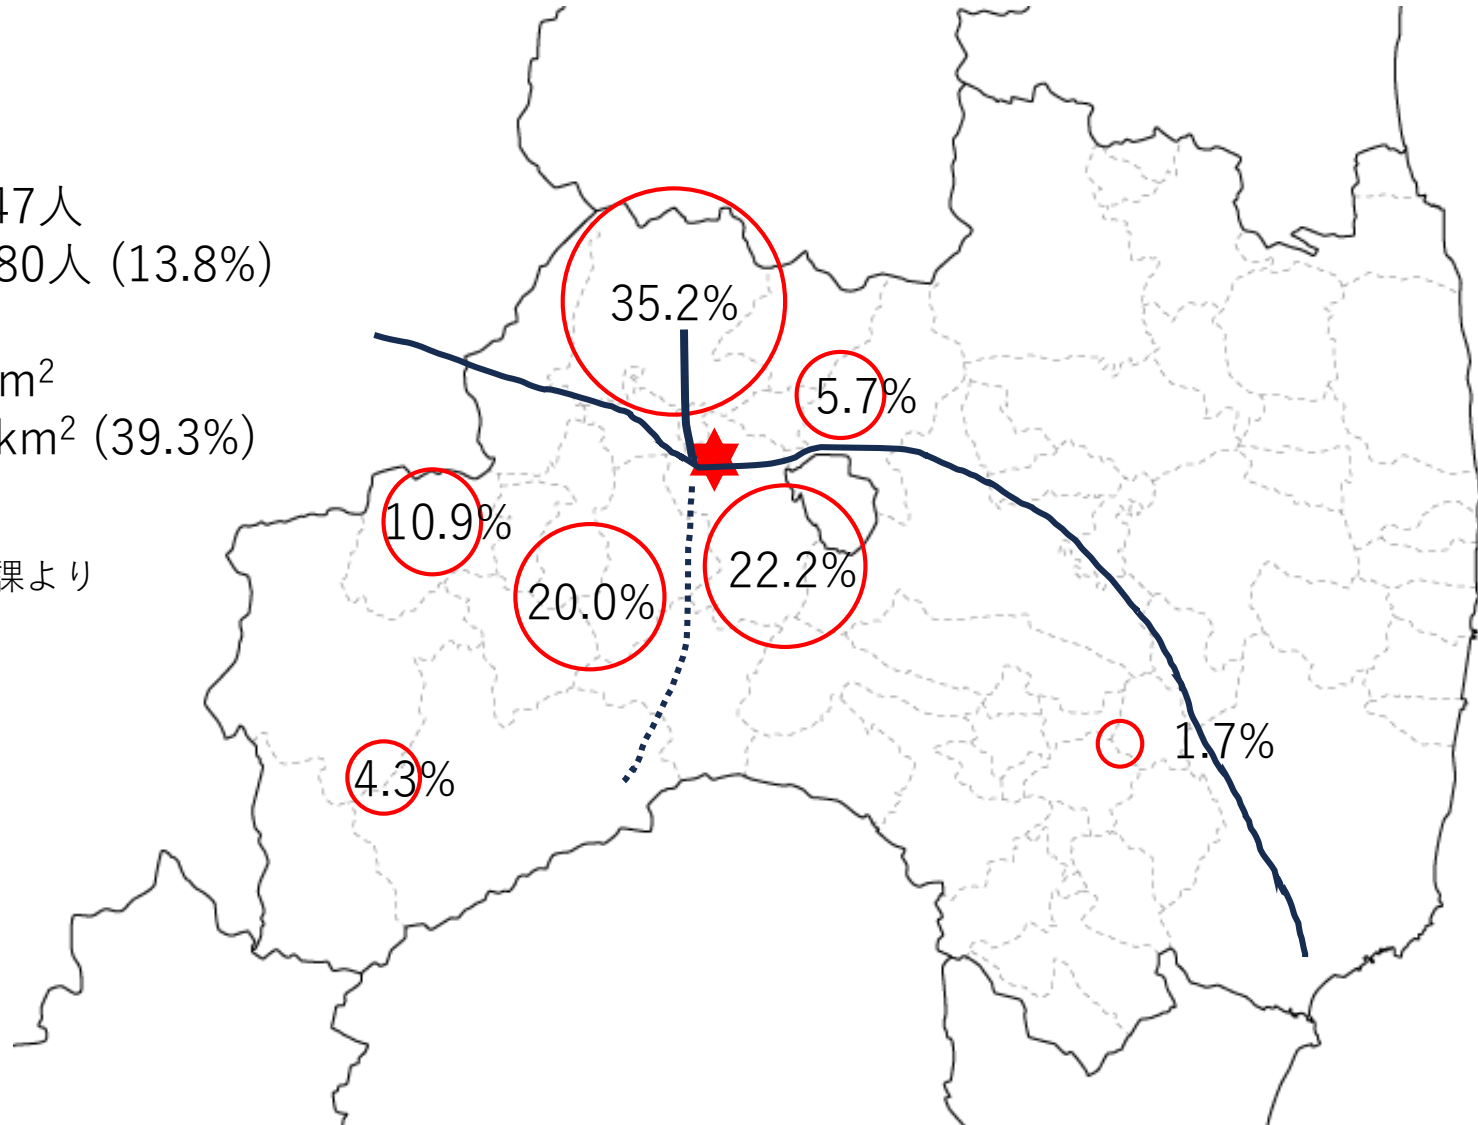 47人
80人 (13.8%)
m²
km² (39.3%)
課より
35.2%
5.7%
10.9%
20.0%
22.2%
4.3%
1.7%